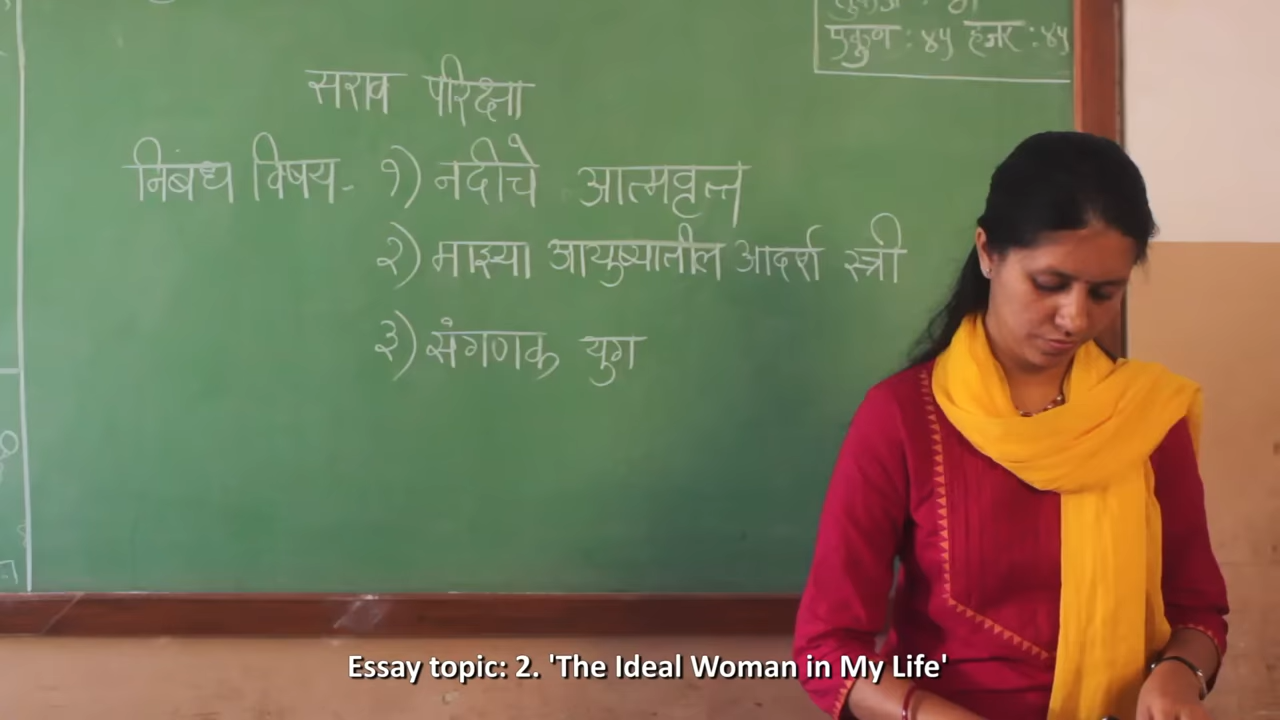 एकुण : ४५ हजर : ४५
सराव परिक्षा
निबंध विषय - १) नदीचे आत्मवृत्त
२) माझ्या आयुष्यातील आदर्श स्त्री
३) संगणक युग
Essay topic: 2. 'The Ideal Woman in My Life'